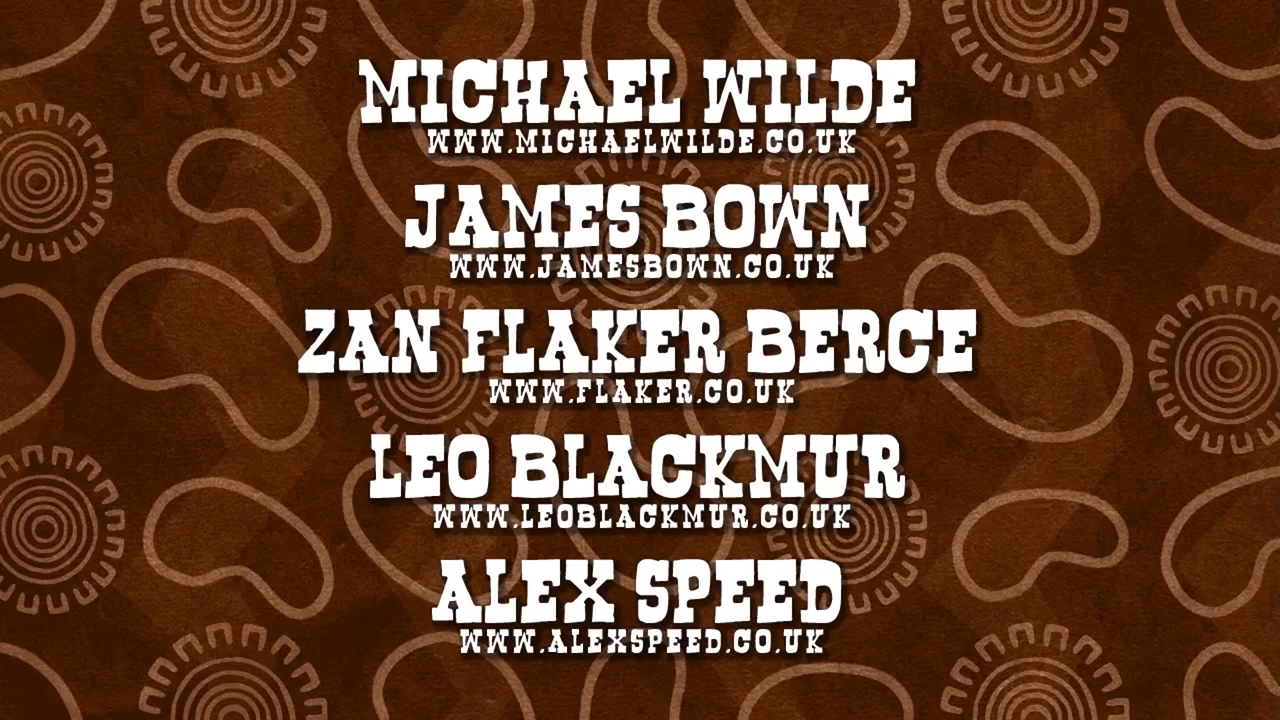 MICHAEL WILDE
WWW.MICHAELWILDE.CO.UK
JAMES BOWN
WWW.JAMESBOWN.CO.UK
ZAN FLAKER BERCE
WWW.FLAKER.CO.UK
LEO BLACKMUR
WWW.LEOBLACKMUR.CO.UK
ALEX SPEED
WWW.ALEXSPEED.CO.UK